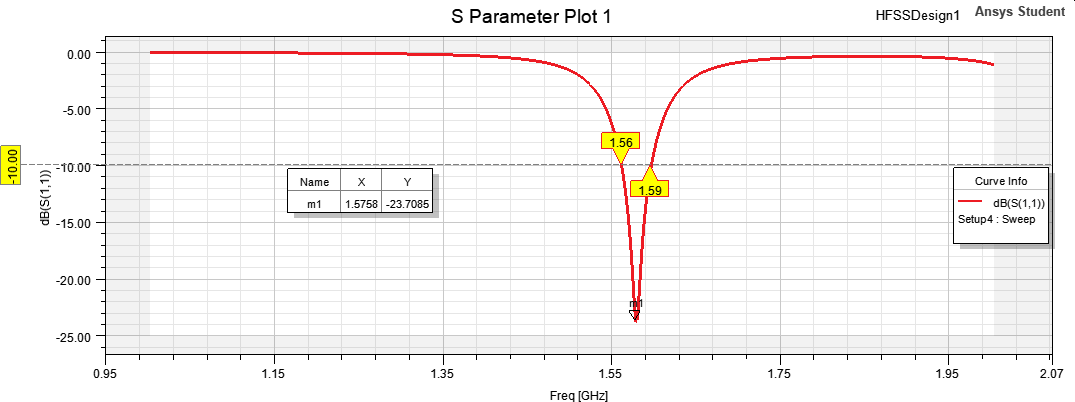 S Parameter Plot 1
HFSSDesign1
Ansys Student
0.00
-5.00
-10.00
-15.00
-20.00
-25.00
-10.00
dB(S(1,1))
1.56
1.59
Name X Y
m1 1.5758 -23.7085
m1
Curve Info
dB(S(1,1))
Setup4 : Sweep
0.95 1.15 1.35 1.55 1.75 1.95 2.07
Freq [GHz]